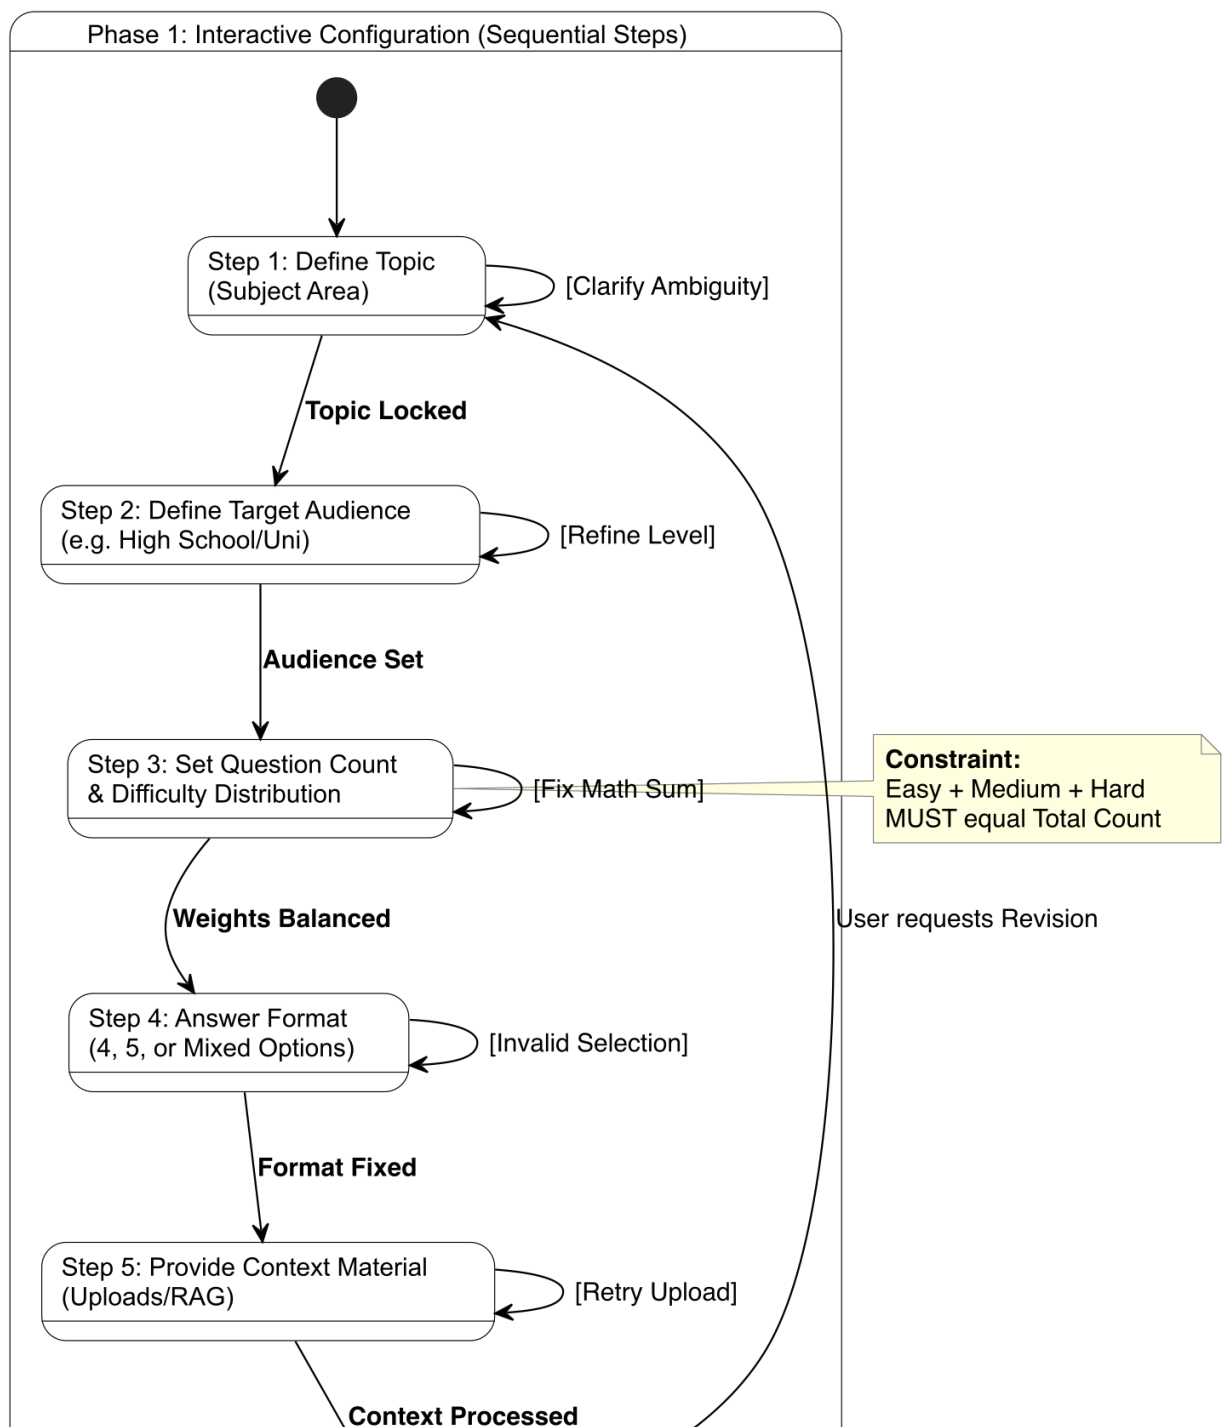 Phase 1: Interactive Configuration (Sequential Steps)
Step 1: Define Topic
(Subject Area)
[Clarify Ambiguity]
Topic Locked
Step 2: Define Target Audience
(e.g. High School/Uni)
[Refine Level]
Audience Set
Step 3: Set Question Count
& Difficulty Distribution
[Fix Math Sum]
Constraint:
Easy + Medium + Hard
MUST equal Total Count
Weights Balanced
User requests Revision
Step 4: Answer Format
(4, 5, or Mixed Options)
[Invalid Selection]
Format Fixed
Step 5: Provide Context Material
(Uploads/RAG)
[Retry Upload]
Context Processed